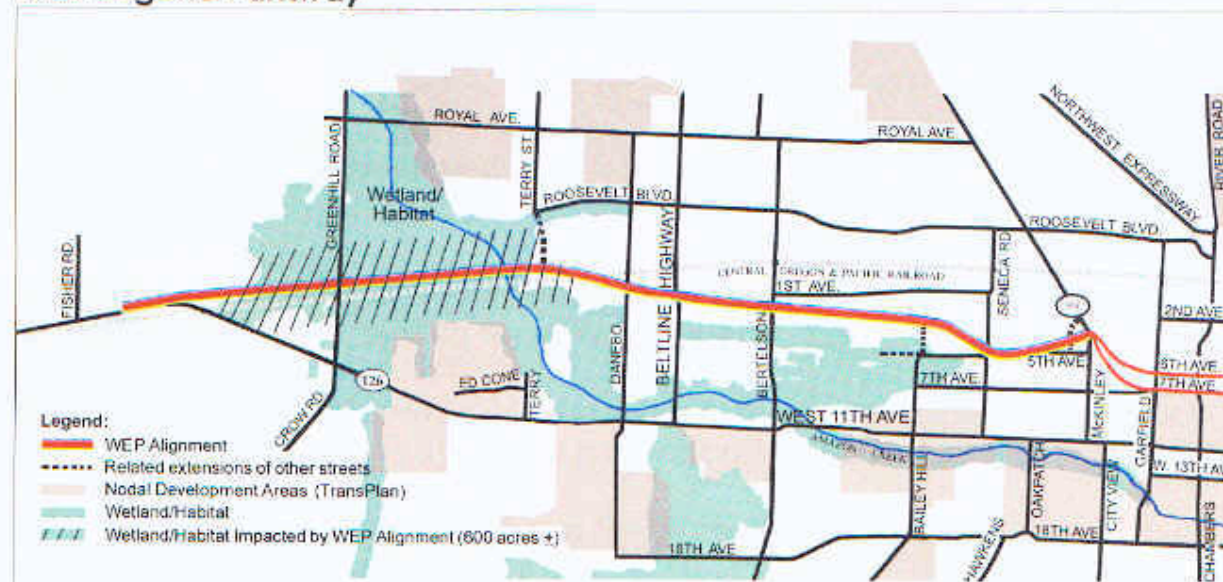 ROYAL AVE.
ROYAL AVE.
NORTHWEST EXPRESSWAY
RIVER ROAD
GREENHILL ROAD
TERRY ST.
Wetland/
Habitat
ROOSEVELT BLVD
ROOSEVELT BLVD.
FISHER RD.
BELTLINE HIGHWAY
SENECA RD
CENTRAL OREGON & PACIFIC RAILROAD
1ST AVE.
2ND AVE
DANEBO
BERTELSON
5TH AVE.
6TH AVE.
7TH AVE.
7TH AVE
126
ED CONE
TERRY
CROW RD
WEST 11TH AVE.
McKINLEY
GARFIELD
AMAZON CREEK
W. 13TH AVE
BAILEY HILL
OAKPATCH
CITY VIEW
CHAMBERS
18TH AVE
18TH AVE
HAWKENS
Legend:
WEP Alignment
Related extensions of other streets
Nodal Development Areas (TransPlan)
Wetland/Habitat
Wetland/Habitat Impacted by WEP Alignment (600 acres ±)